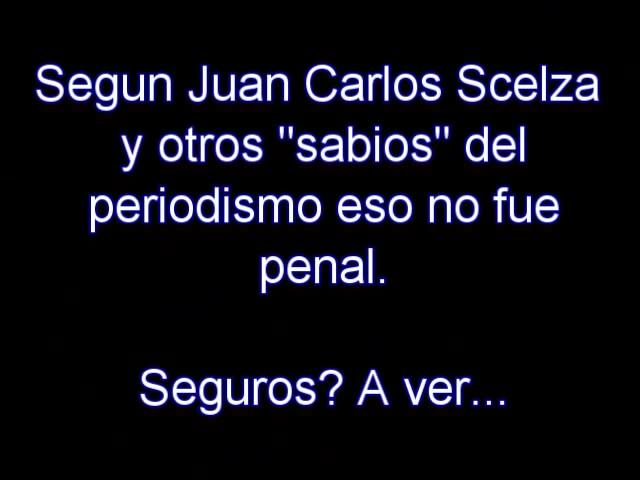 Segun Juan Carlos Scelza
y otros "sabios" del
periodismo eso no fue
penal.
Seguros? A ver...